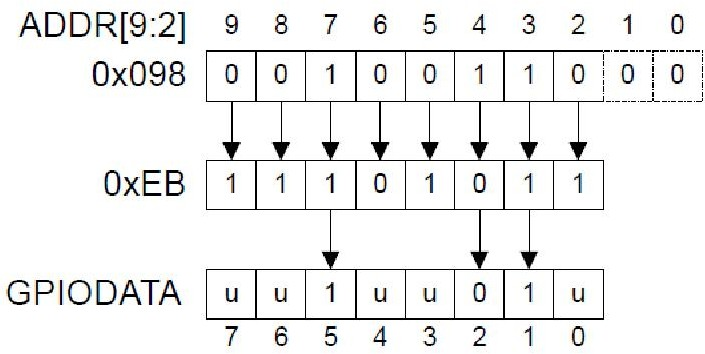 ADDR[9:2] 9 8 7 6 5 4 3 2 1 0
0x098 0 0 1 0 0 1 1 0 0 0
0xEB 1 1 1 0 1 0 1 1
GPIODATA u u 1 u u 0 1 u
7 6 5 4 3 2 1 0